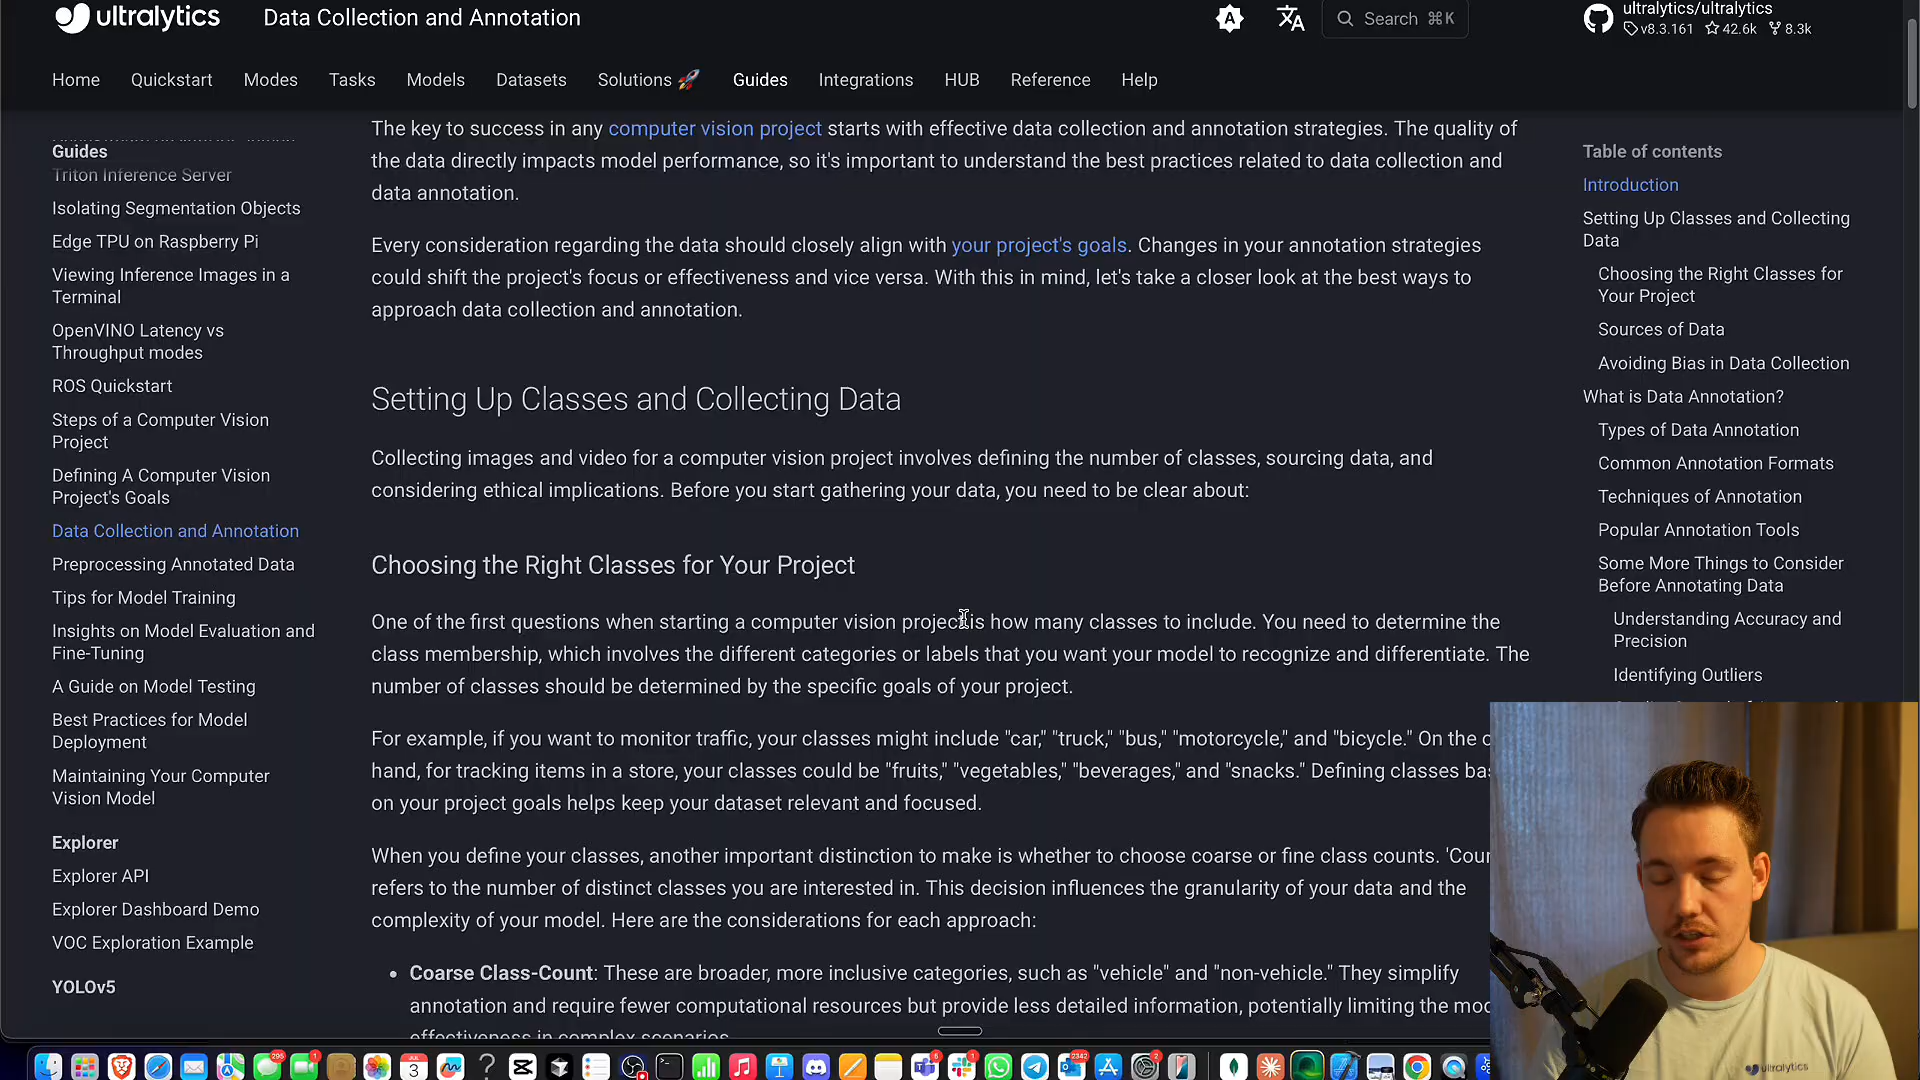 ultralytics
Data Collection and Annotation
Search ⌘K
ultralytics/ultralytics
v8.3.161 42.6k 8.3k
Home Quickstart Modes Tasks Models Datasets Solutions 🚀 Guides Integrations HUB Reference Help
Guides
Triton Inference Server
Isolating Segmentation Objects
Edge TPU on Raspberry Pi
Viewing Inference Images in a
Terminal
OpenVINO Latency vs
Throughput modes
ROS Quickstart
Steps of a Computer Vision
Project
Defining A Computer Vision
Project's Goals
Data Collection and Annotation
Preprocessing Annotated Data
Tips for Model Training
Insights on Model Evaluation and
Fine-Tuning
A Guide on Model Testing
Best Practices for Model
Deployment
Maintaining Your Computer
Vision Model
Explorer
Explorer API
Explorer Dashboard Demo
VOC Exploration Example
YOLOv5
The key to success in any computer vision project starts with effective data collection and annotation strategies. The quality of
the data directly impacts model performance, so it's important to understand the best practices related to data collection and
data annotation.
Every consideration regarding the data should closely align with your project's goals. Changes in your annotation strategies
could shift the project's focus or effectiveness and vice versa. With this in mind, let's take a closer look at the best ways to
approach data collection and annotation.
Setting Up Classes and Collecting Data
Collecting images and video for a computer vision project involves defining the number of classes, sourcing data, and
considering ethical implications. Before you start gathering your data, you need to be clear about:
Choosing the Right Classes for Your Project
One of the first questions when starting a computer vision project is how many classes to include. You need to determine the
class membership, which involves the different categories or labels that you want your model to recognize and differentiate. The
number of classes should be determined by the specific goals of your project.
For example, if you want to monitor traffic, your classes might include "car," "truck," "bus," "motorcycle," and "bicycle." On the
hand, for tracking items in a store, your classes could be "fruits," "vegetables," "beverages," and "snacks." Defining classes
on your project goals helps keep your dataset relevant and focused.
When you define your classes, another important distinction to make is whether to choose coarse or fine class counts.
refers to the number of distinct classes you are interested in. This decision influences the granularity of your data and the
complexity of your model. Here are the considerations for each approach:
• Coarse Class-Count: These are broader, more inclusive categories, such as "vehicle" and "non-vehicle." They simplify
annotation and require fewer computational resources but provide less detailed information, potentially limiting the
effectiveness in complex scenarios.
Table of contents
Introduction
Setting Up Classes and Collecting
Data
Choosing the Right Classes for
Your Project
Sources of Data
Avoiding Bias in Data Collection
What is Data Annotation?
Types of Data Annotation
Common Annotation Formats
Techniques of Annotation
Popular Annotation Tools
Some More Things to Consider
Before Annotating Data
Understanding Accuracy and
Precision
Identifying Outliers
ultralytics